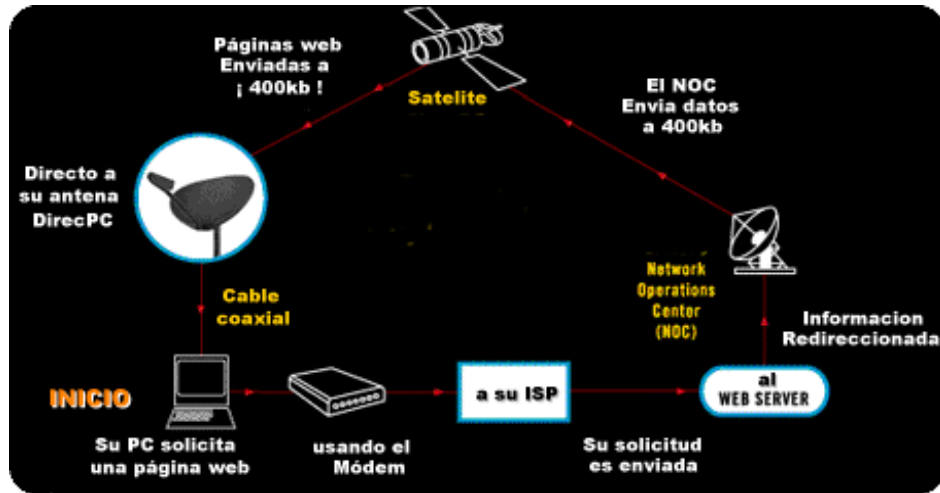 Páginas web
Enviadas a
¡ 400kb !
Satelite
El NOC
Envia datos
a 400kb
Directo a
su antena
DirecPC
Cable
coaxial
Network
Operations
Center
(NOC)
Informacion
Redireccionada
INICIO
a su ISP
al
WEB SERVER
Su PC solicita
una página web
usando el
Módem
Su solicitud
es enviada